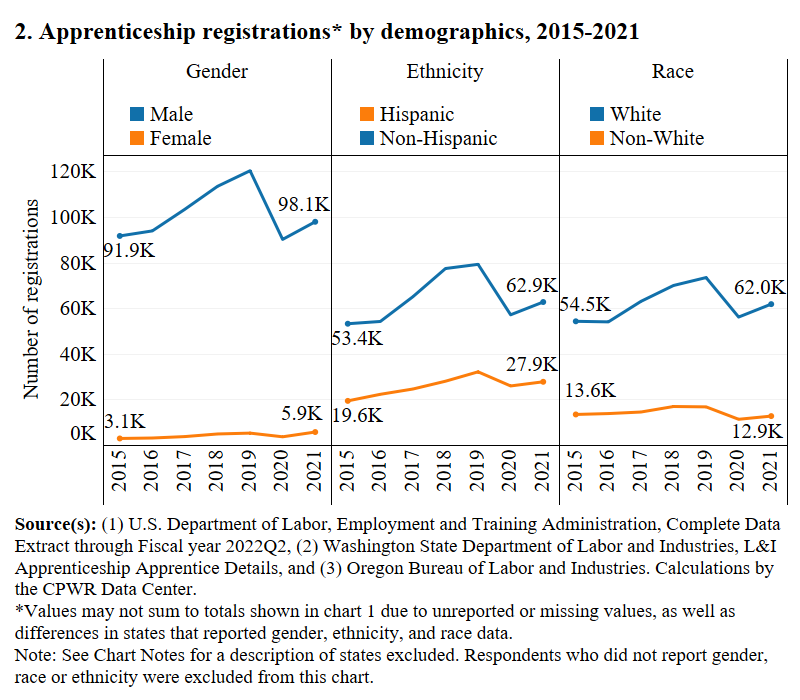 2. Apprenticeship registrations* by demographics, 2015-2021
Gender
Ethnicity
Race
Male
Female
Hispanic
Non-Hispanic
White
Non-White
Number of registrations
120K
100K
80K
60K
40K
20K
0K
91.9K
98.1K
3.1K
5.9K
53.4K
62.9K
19.6K
27.9K
54.5K
62.0K
13.6K
12.9K
2015 2016 2017 2018 2019 2020 2021
2015 2016 2017 2018 2019 2020 2021
2015 2016 2017 2018 2019 2020 2021
Source(s): (1) U.S. Department of Labor, Employment and Training Administration, Complete Data
Extract through Fiscal year 2022Q2, (2) Washington State Department of Labor and Industries, L&I
Apprenticeship Apprentice Details, and (3) Oregon Bureau of Labor and Industries. Calculations by
the CPWR Data Center.
*Values may not sum to totals shown in chart 1 due to unreported or missing values, as well as
differences in states that reported gender, ethnicity, and race data.
Note: See Chart Notes for a description of states excluded. Respondents who did not report gender,
race or ethnicity were excluded from this chart.